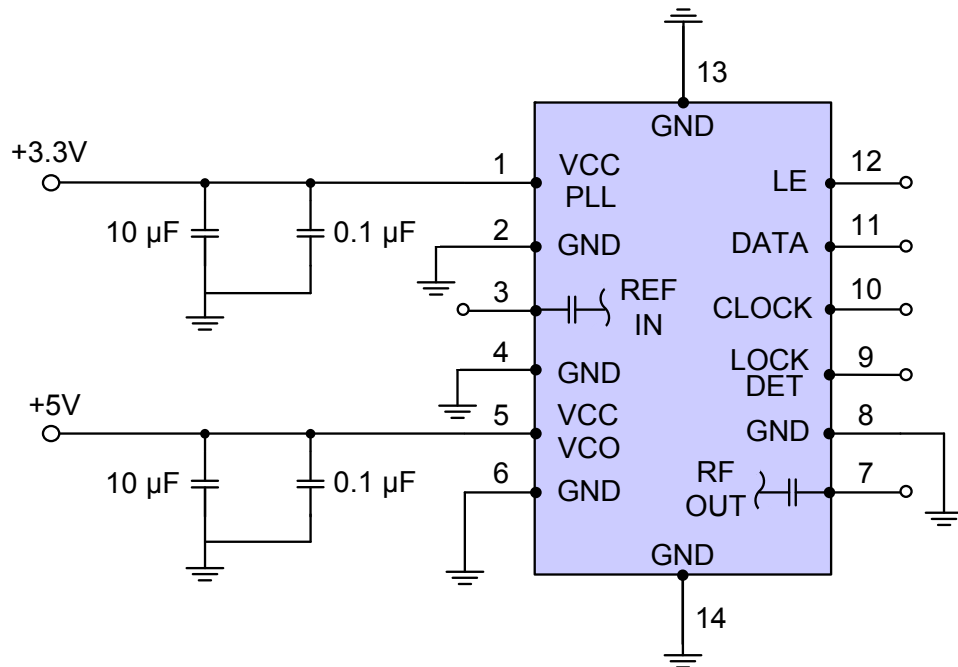 13
GND
+3.3V
1
VCC
PLL
LE
12
10 µF
0.1 µF
2
GND
DATA
11
3
REF
IN
CLOCK
10
4
GND
LOCK
DET
9
+5V
5
VCC
VCO
GND
8
10 µF
0.1 µF
6
GND
RF
OUT
7
GND
14